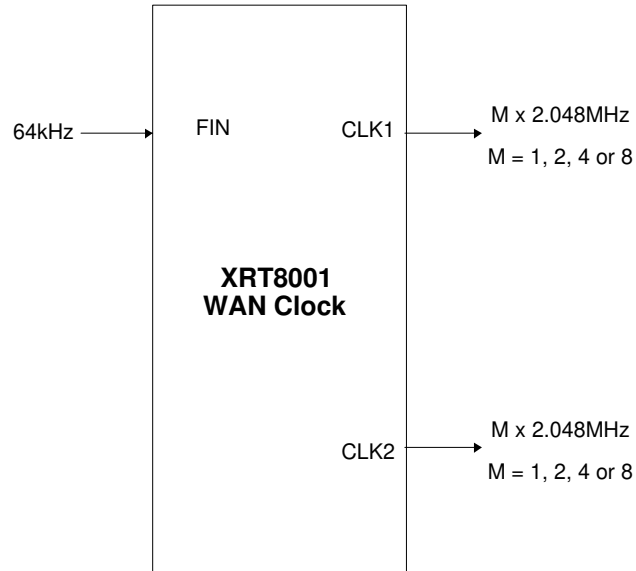 64kHz
FIN
CLK1
M x 2.048MHz
M = 1, 2, 4 or 8
XRT8001
WAN Clock
CLK2
M x 2.048MHz
M = 1, 2, 4 or 8